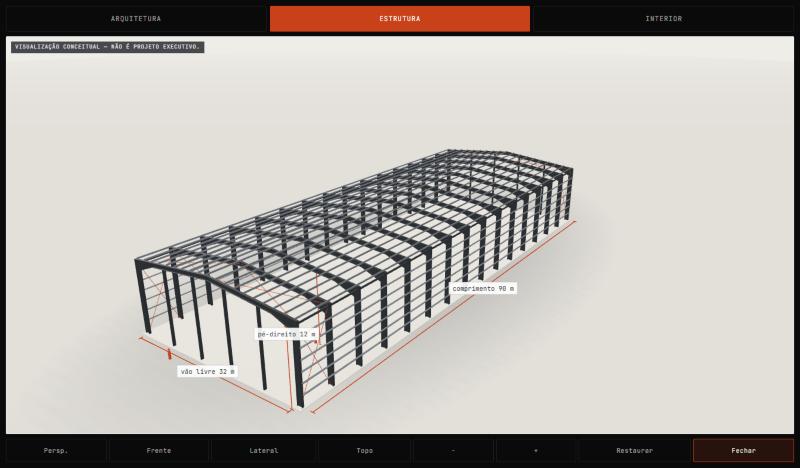 ARQUITETURA
ESTRUTURA
INTERIOR
VISUALIZAÇÃO CONCEITUAL — NÃO É PROJETO EXECUTIVO.
comprimento 90 m
pé-direito 12 m
vão livre 32 m
Persp.
Frente
Lateral
Topo
-
+
Restaurar
Fechar